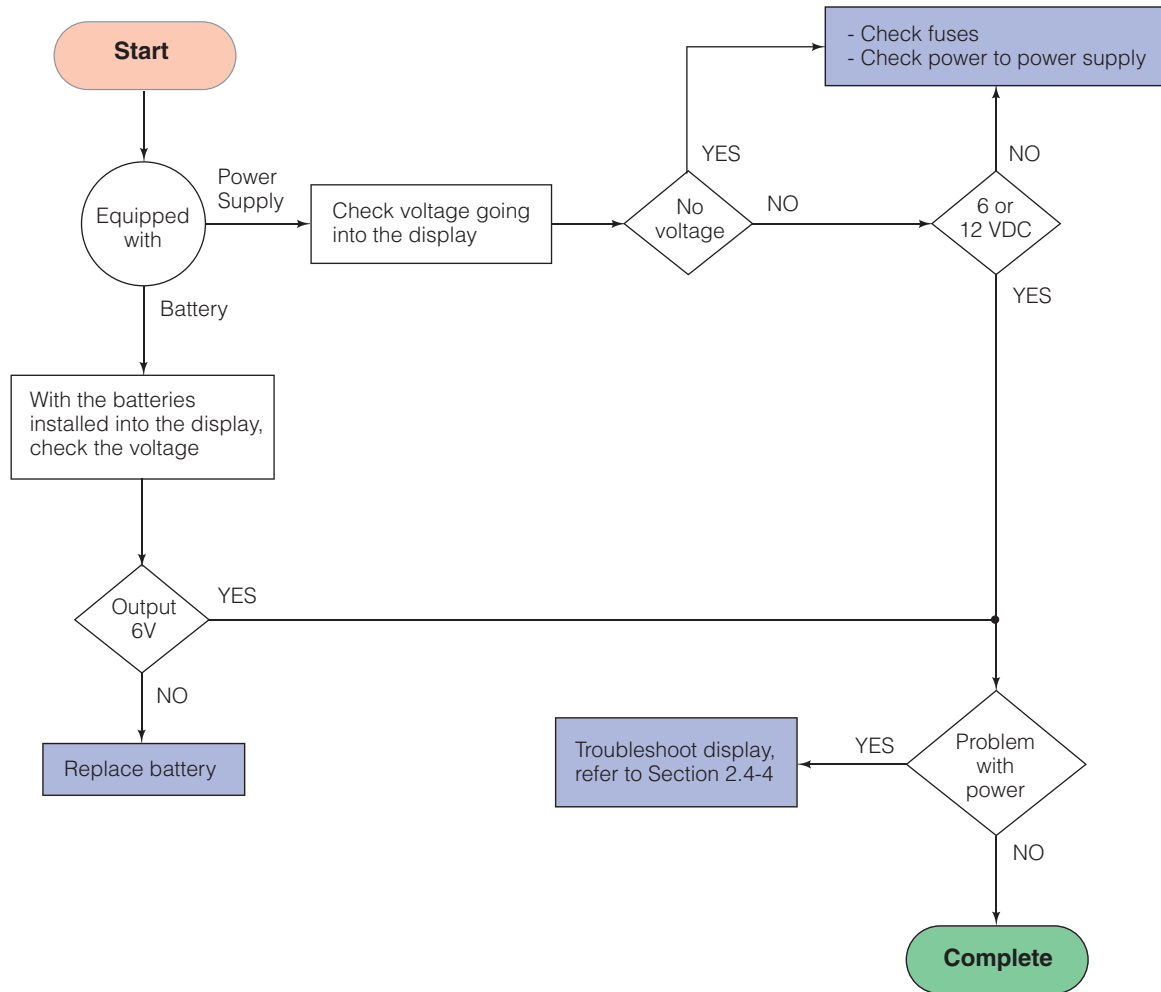 Start
- Check fuses
- Check power to power supply
YES
NO
Power
Supply
Equipped
with
Check voltage going
into the display
No
voltage
NO
6 or
12 VDC
YES
Battery
With the batteries
installed into the display,
check the voltage
Output
6V
YES
NO
Replace battery
Troubleshoot display,
refer to Section 2.4-4
YES
Problem
with
power
NO
Complete